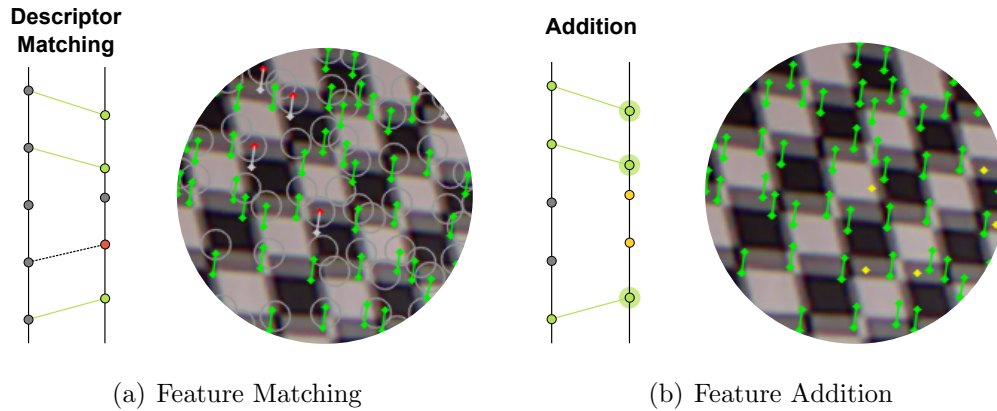 Descriptor
Matching
Addition
(a) Feature Matching
(b) Feature Addition